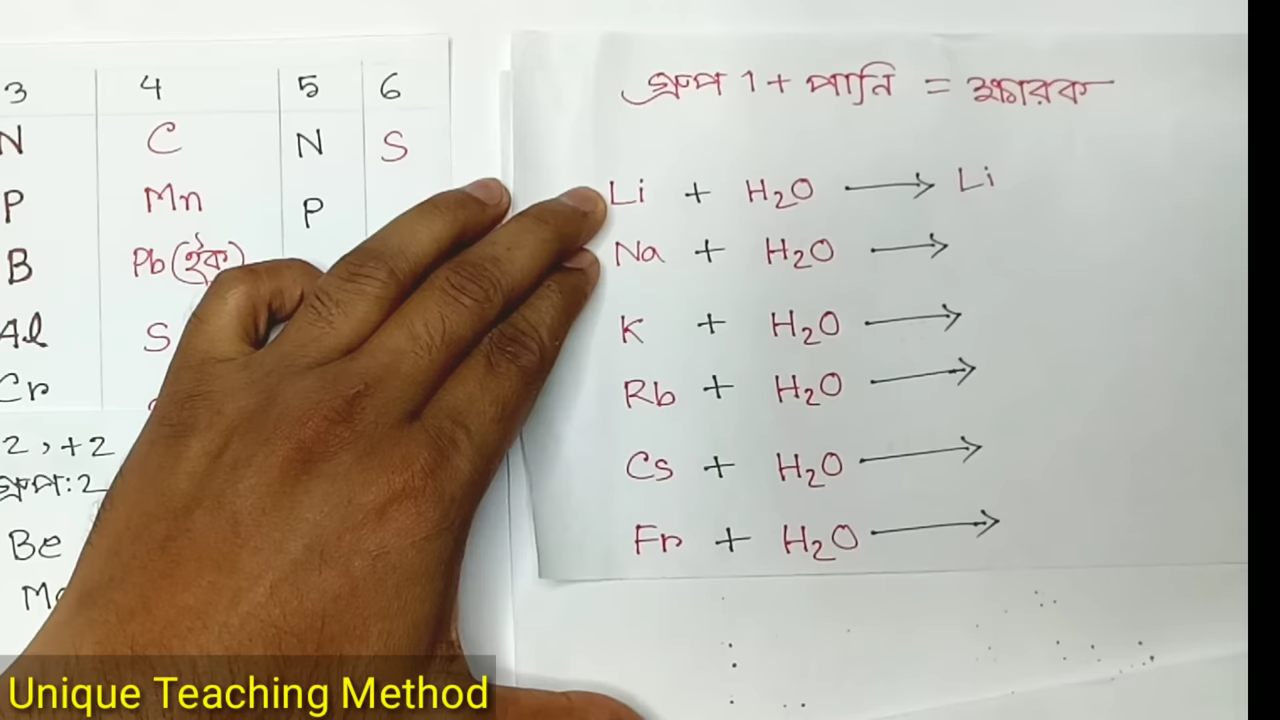 3 4 5 6
N C N S
P Mn P
B Pb
Al S
Cr
2, +2
গ্রুপ:2
Be
গ্রুপ 1 + পানি = ক্ষারক
Li + H₂O ⟶ Li
Na + H₂O ⟶
K + H₂O ⟶
Rb + H₂O ⟶
Cs + H₂O ⟶
Fr + H₂O ⟶
Unique Teaching Method